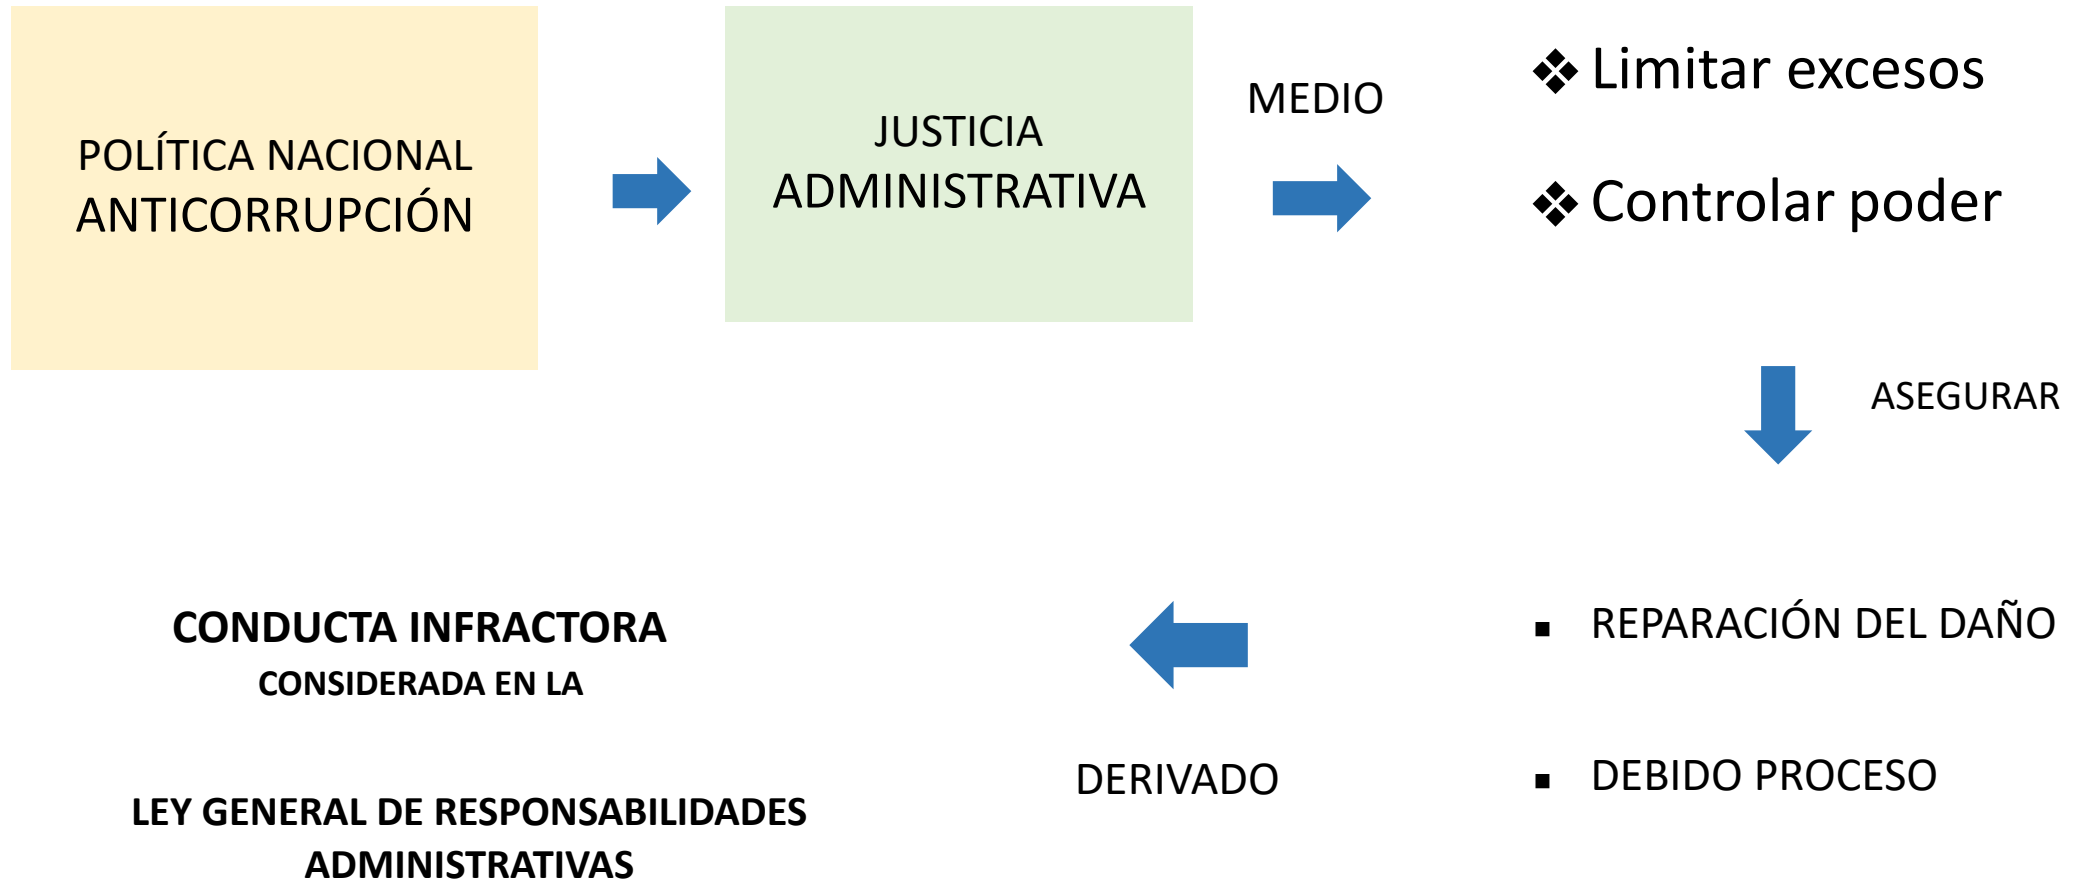 POLÍTICA NACIONAL
ANTICORRUPCIÓN
JUSTICIA
ADMINISTRATIVA
MEDIO
❖ Limitar excesos
❖ Controlar poder
ASEGURAR
▪ REPARACIÓN DEL DAÑO
▪ DEBIDO PROCESO
DERIVADO
CONDUCTA INFRACTORA
CONSIDERADA EN LA
LEY GENERAL DE RESPONSABILIDADES
ADMINISTRATIVAS